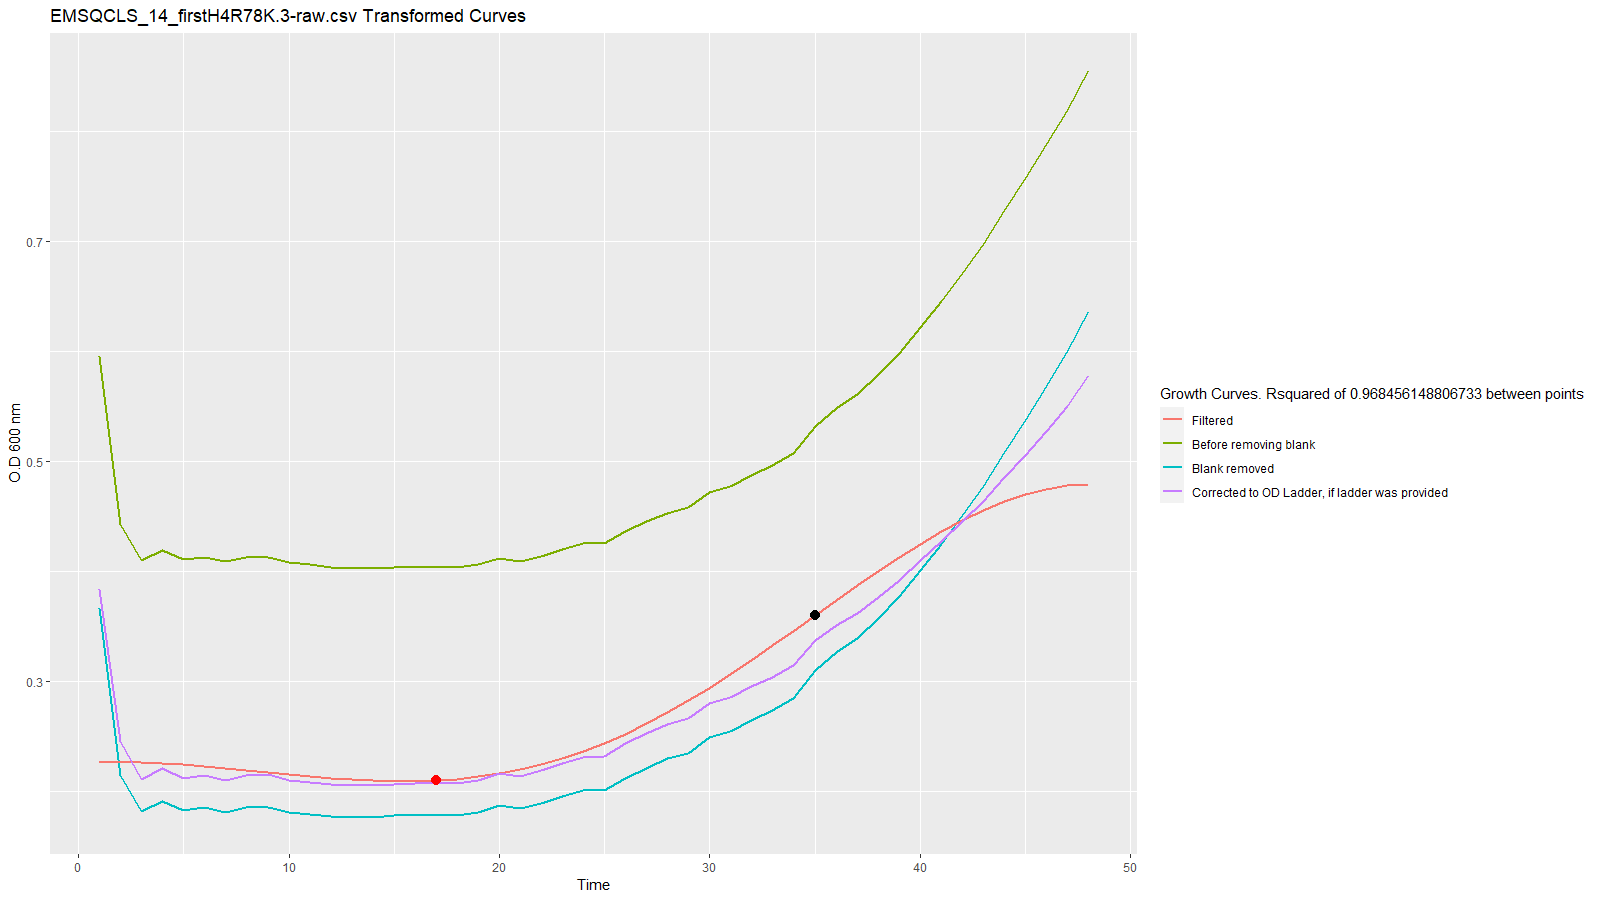 EMSQCLS_14_firstH4R78K.3-raw.csv Transformed Curves
O.D 600 nm
0.7
0.5
0.3
0 10 20 30 40 50
Time
Growth Curves. Rsquared of 0.968456148806733 between points
Filtered
Before removing blank
Blank removed
Corrected to OD Ladder, if ladder was provided